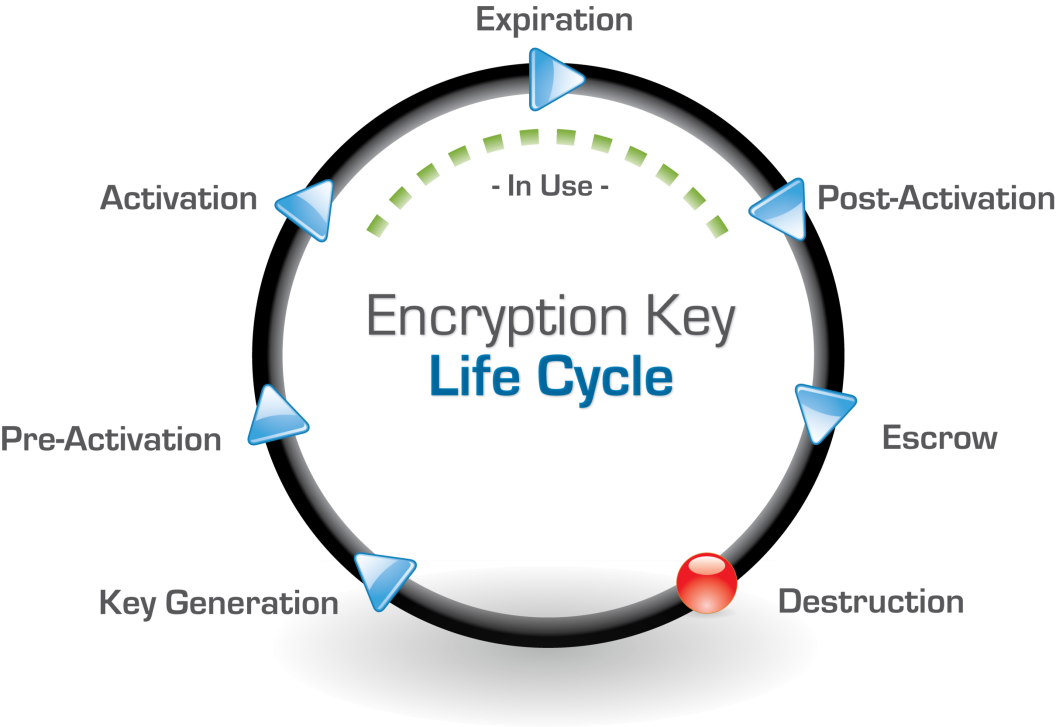 Expiration
Activation
- In Use -
Post-Activation
Encryption Key
Life Cycle
Pre-Activation
Escrow
Key Generation
Destruction